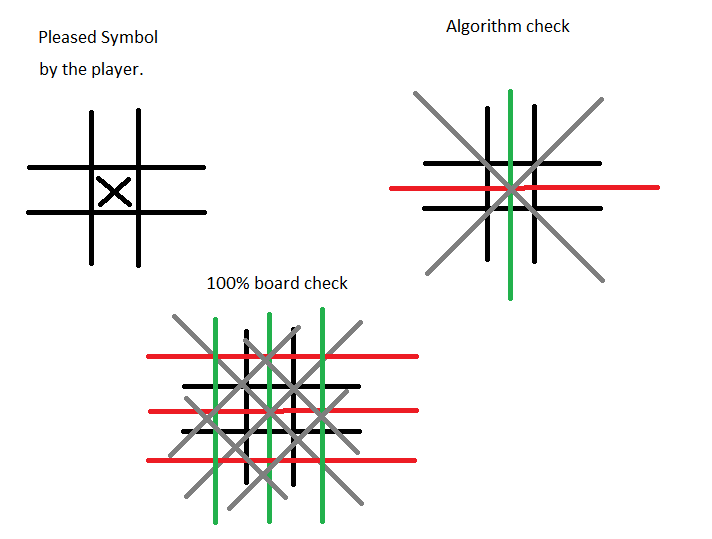 Pleased Symbol
by the player.
Algorithm check
X
100% board check